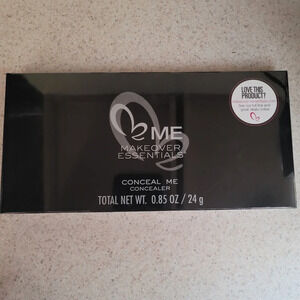 LOVE THIS
PRODUCT?
ME
MAKEOVER
ESSENTIALS
CONCEAL ME
CONCEALER
TOTAL NET WT. 0.85 OZ / 24 g